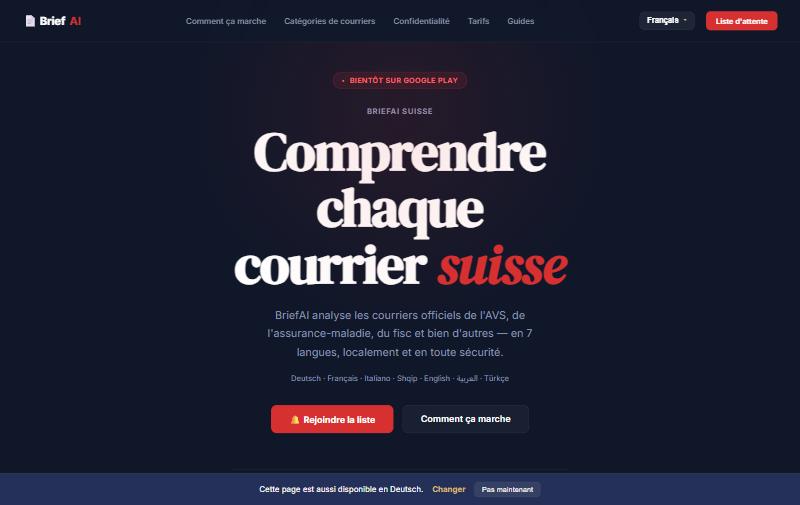 Brief AI
Comment ça marche Catégories de courriers Confidentialité Tarifs Guides
Français
Liste d'attente
• BIENTÔT SUR GOOGLE PLAY
BRIEFAI SUISSE
Comprendre
chaque
courrier suisse
BriefAI analyse les courriers officiels de l'AVS, de
l'assurance-maladie, du fisc et bien d'autres — en 7
langues, localement et en toute sécurité.
Deutsch · Français · Italiano · Shqip · English · العربية · Türkçe
Rejoindre la liste
Comment ça marche
Cette page est aussi disponible en Deutsch. Changer Pas maintenant